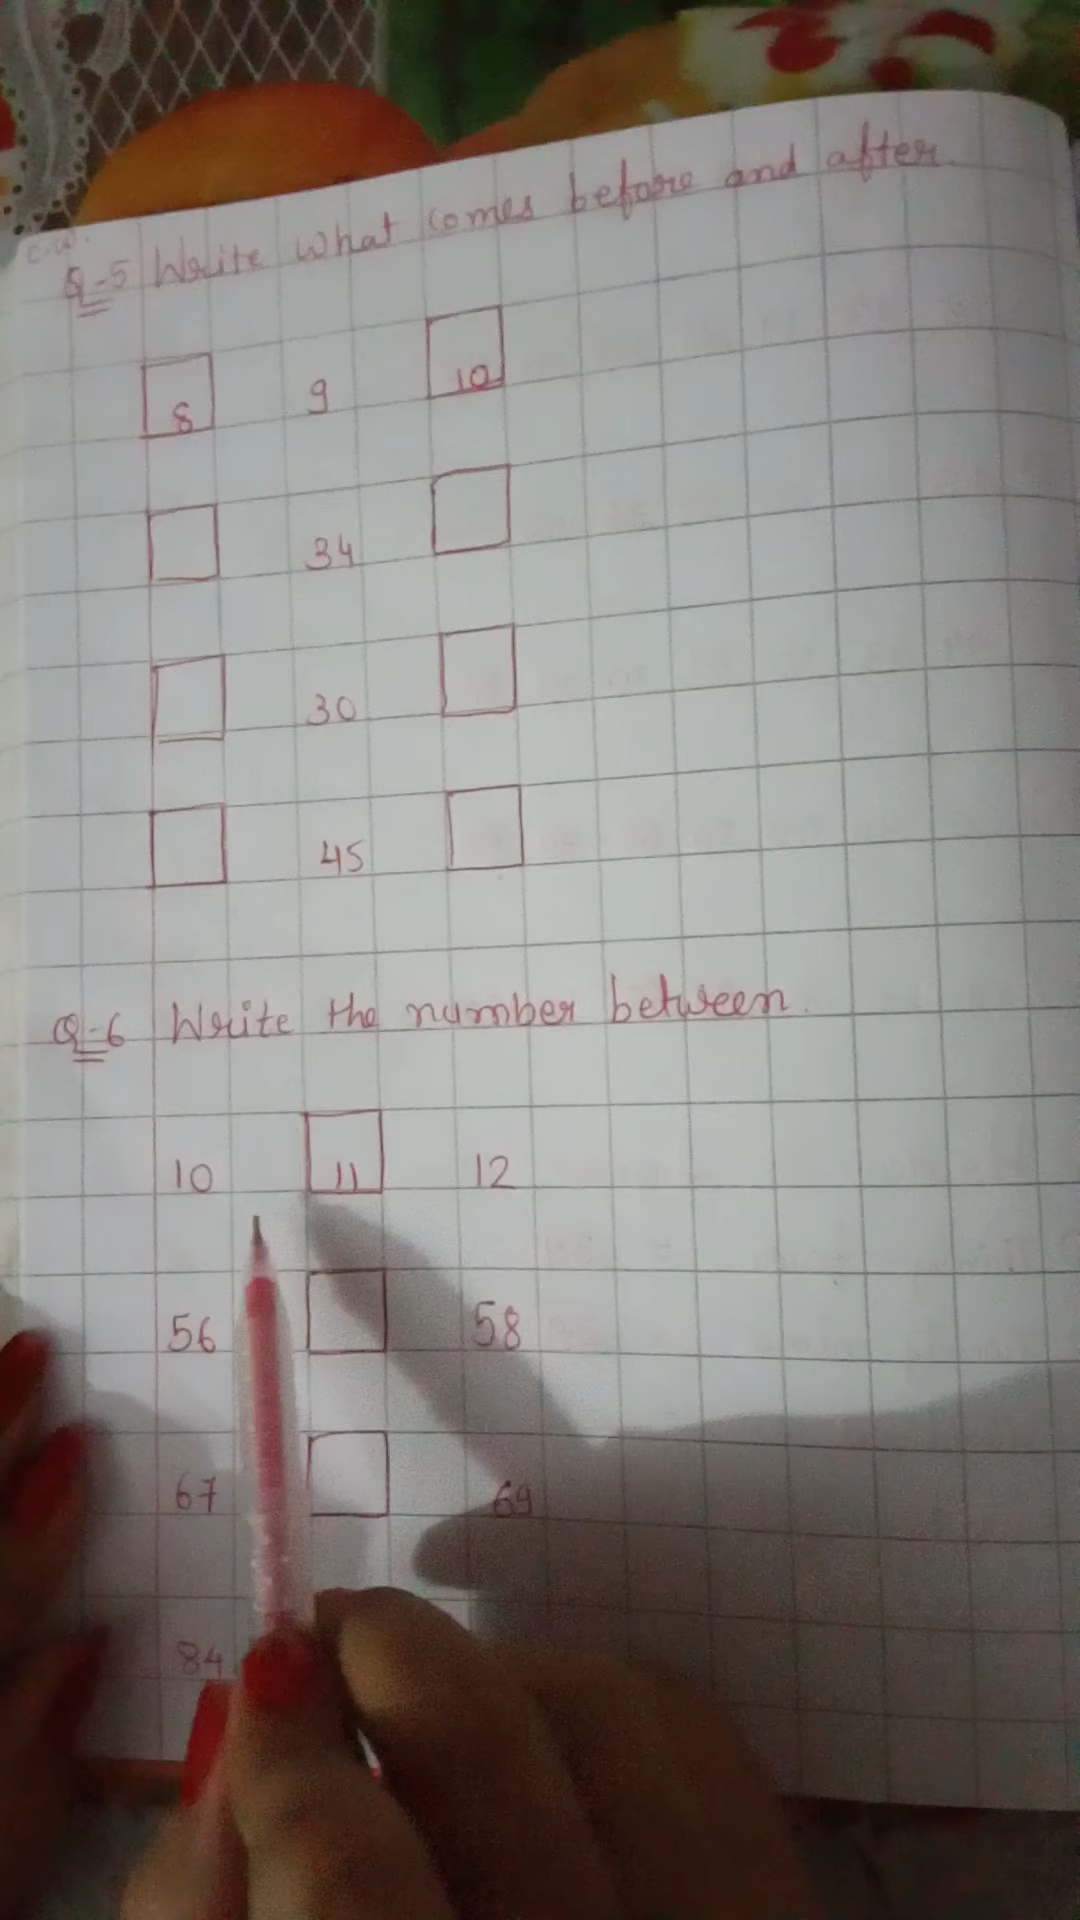 C.W.
Q-5 Write what comes before and after
8 9 10
34
30
45
Q-6 Write the number between.
10 11 12
56 58
67 69
84